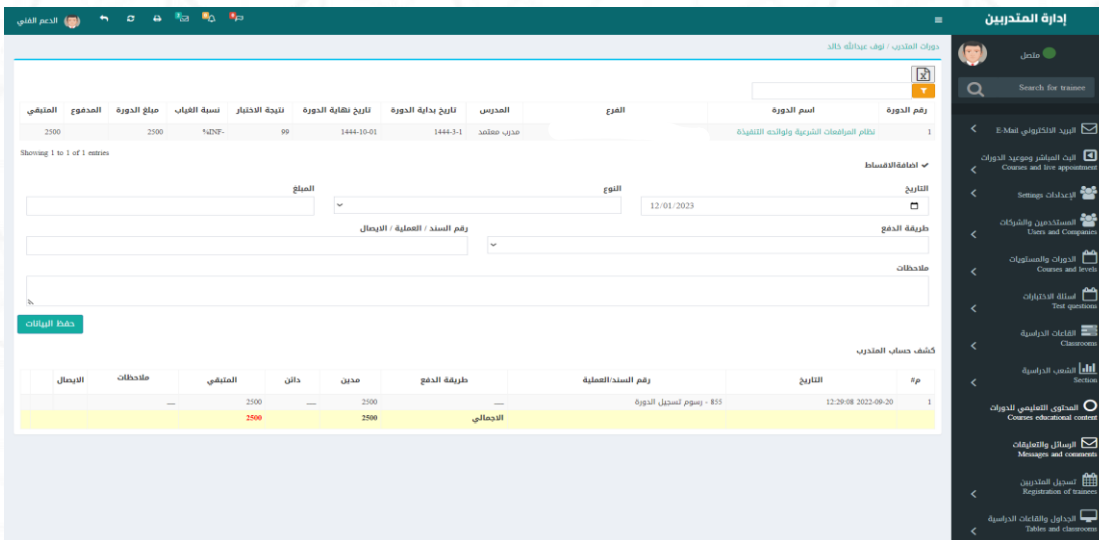 إدارة المتدربين
متصل
Search for trainee
البريد الالكتروني E-Mail
البث المباشر وموعيد الدورات
Courses and live appointment
الإعدادات Settings
المستخدمين والشركات
Users and Companies
الدورات والمستويات
Courses and levels
اسئلة الاختبارات
Test questions
القاعات الدراسية
Classrooms
الشعب الدراسية
Section
المحتوى التعليمي للدورات
Courses educational content
الرسائل والتعليقات
Messages and comments
تسجيل المتدربين
Registration of trainees
الجداول والقاعات الدراسية
Tables and classrooms
الدعم الفني
دورات المتدرب / نوف عبدالله خالد
رقم الدورة اسم الدورة الفرع المدرس تاريخ بداية الدورة تاريخ نهاية الدورة نتيجة الاختبار نسبة الغياب مبلغ الدورة المدفوع المتبقي
1 نظام المرافعات الشرعية ولوائحه التنفيذة مدرب معتمد 1444-3-1 1444-10-01 99 %INF- 2500 2500
Showing 1 to 1 of 1 entries
اضافةالاقساط
التاريخ النوع المبلغ
12/01/2023
طريقة الدفع رقم السند / العملية / الايصال
ملاحظات
حفظ البيانات
كشف حساب المتدرب
م# التاريخ رقم السند/العملية طريقة الدفع مدين دائن المتبقي ملاحظات الايصال
1 2022-09-20 12:29:08 855 - رسوم تسجيل الدورة ---- 2500 ---- 2500 ----
الاجمالي 2500 2500